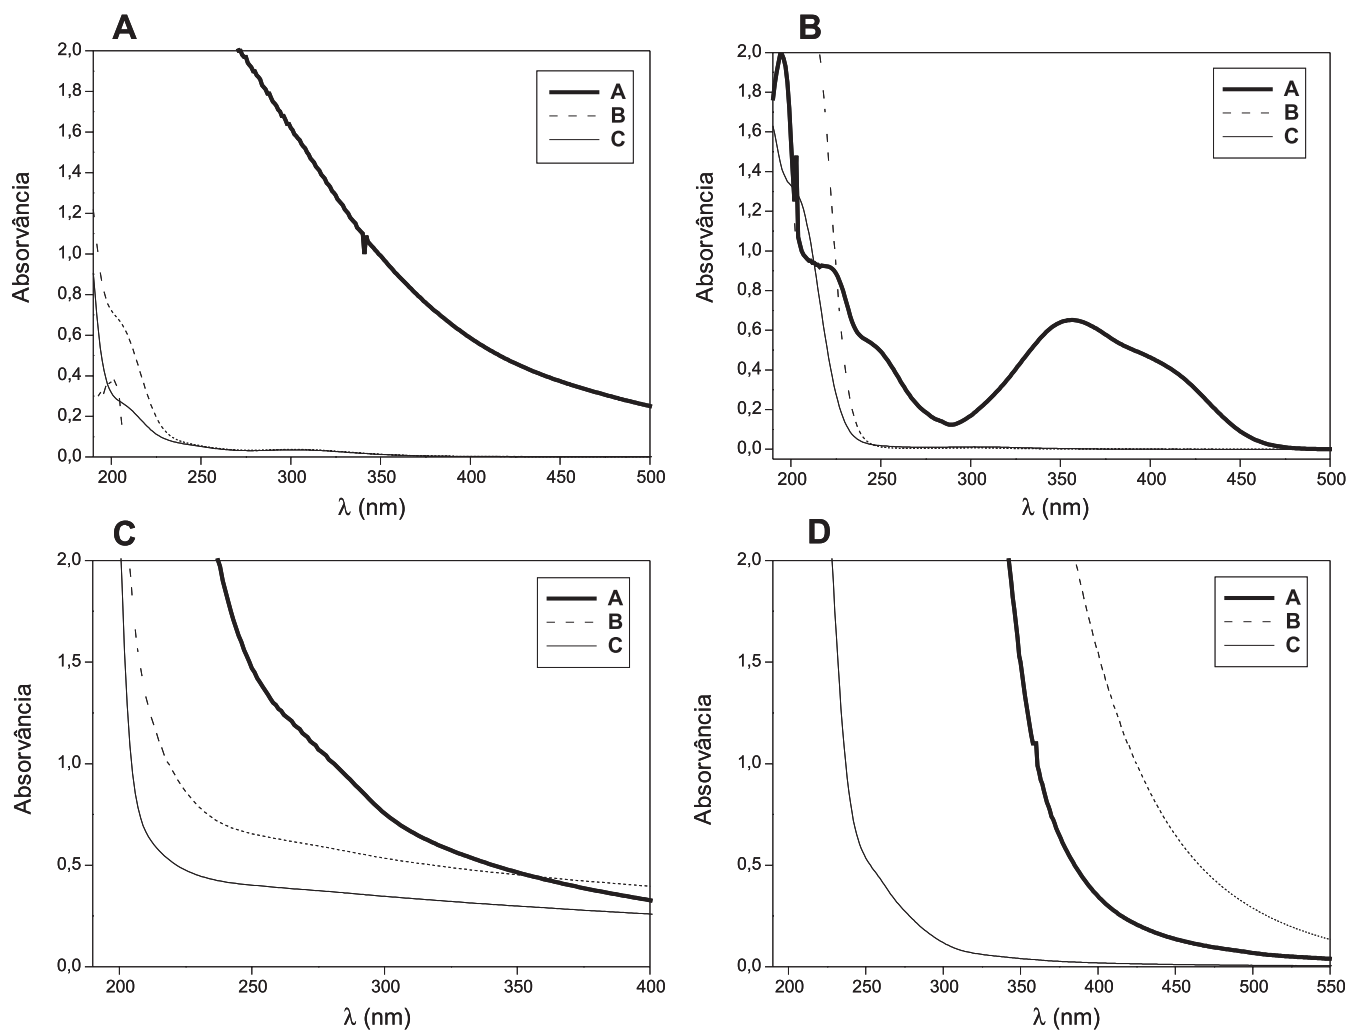 A
2,0
1,8
1,6
1,4
1,2
1,0
0,8
0,6
0,4
0,2
0,0
Absorvância
A
B
C
200 250 300 350 400 450 500
λ (nm)
B
2,0
1,8
1,6
1,4
1,2
1,0
0,8
0,6
0,4
0,2
0,0
Absorvância
A
B
C
200 250 300 350 400 450 500
λ (nm)
C
2,0
1,5
1,0
0,5
0,0
Absorvância
A
B
C
200 250 300 350 400
λ (nm)
D
2,0
1,5
1,0
0,5
0,0
Absorvância
A
B
C
200 250 300 350 400 450 500 550
λ (nm)